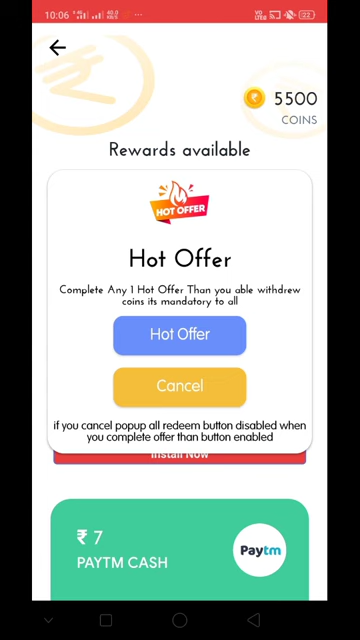 10:06
5500
COINS
Rewards available
HOT OFFER
Hot Offer
Complete Any 1 Hot Offer Than you able withdrew
coins its mandatory to all
Hot Offer
Cancel
if you cancel popup all redeem button disabled when
you complete offer than button enabled
Install Now
₹ 7
PAYTM CASH
Paytm